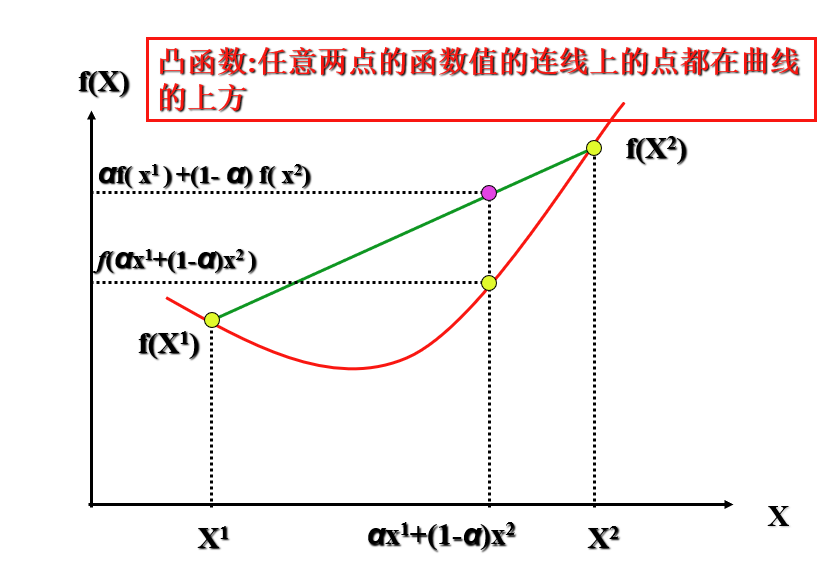 凸函数:任意两点的函数值的连线上的点都在曲线
的上方
f(X)
f(X²)
αf( x¹ ) +(1- α) f( x²)
f(αx¹+(1-α)x² )
f(X¹)
X
X¹
αx¹+(1-α)x²
X²